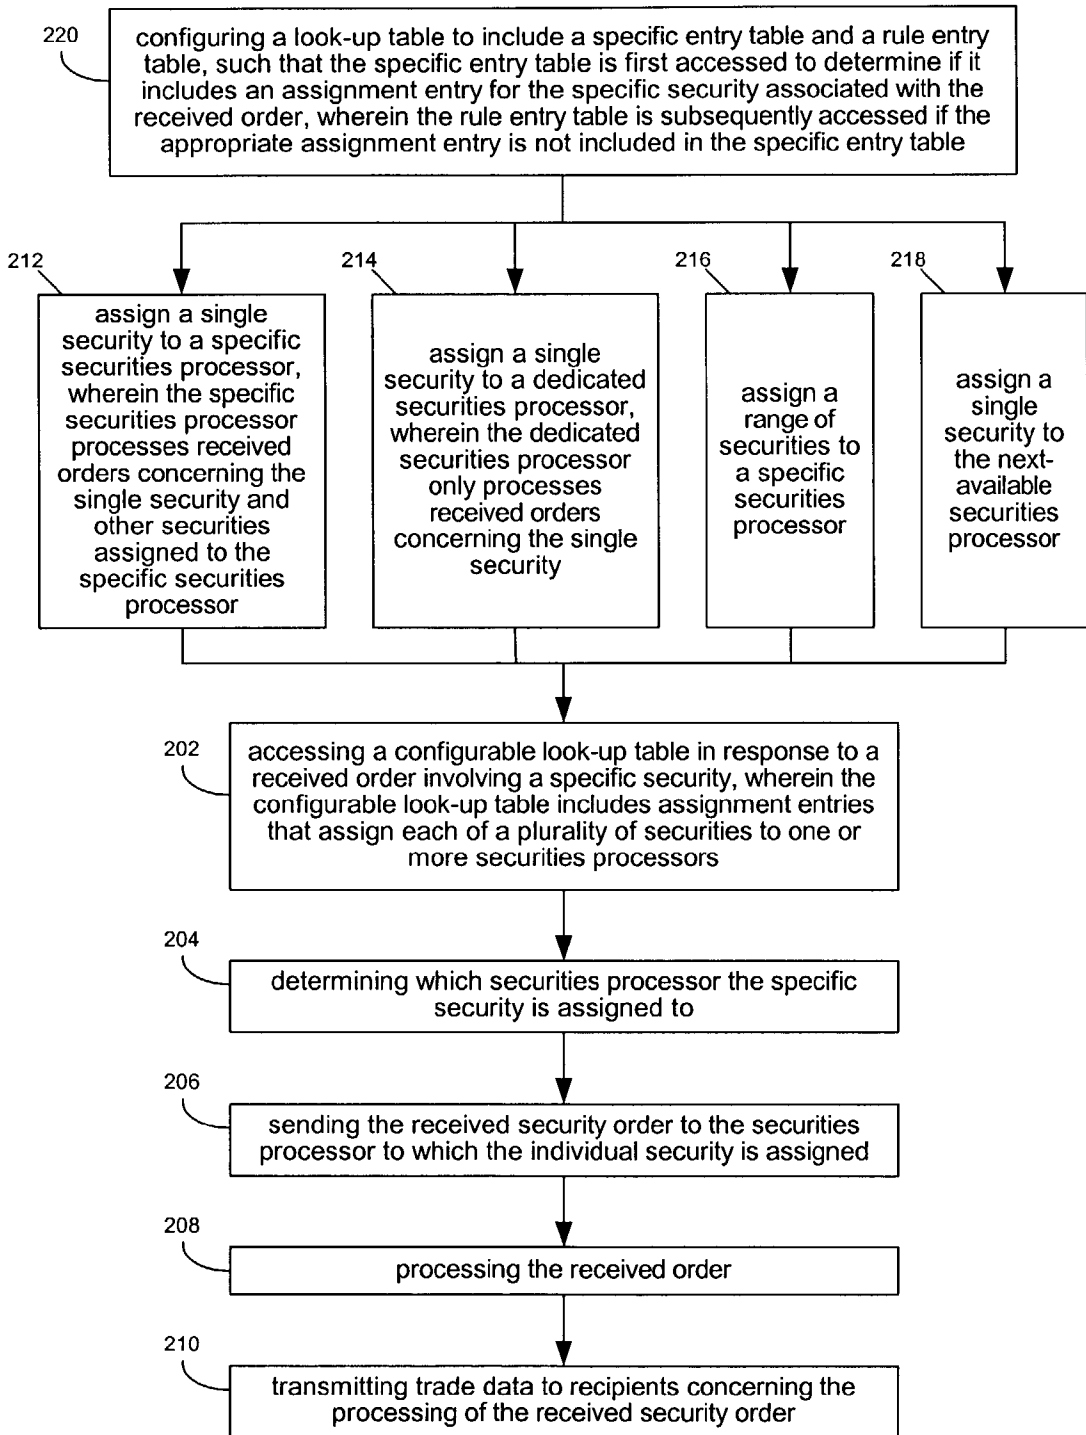 220
configuring a look-up table to include a specific entry table and a rule entry
table, such that the specific entry table is first accessed to determine if it
includes an assignment entry for the specific security associated with the
received order, wherein the rule entry table is subsequently accessed if the
appropriate assignment entry is not included in the specific entry table
212
assign a single
security to a specific
securities processor,
wherein the specific
securities processor
processes received
orders concerning the
single security and
other securities
assigned to the
specific securities
processor
214
assign a single
security to a dedicated
securities processor,
wherein the dedicated
securities processor
only processes
received orders
concerning the single
security
216
assign a
range of
securities to
a specific
securities
processor
218
assign a
single
security to
the next-
available
securities
processor
202
accessing a configurable look-up table in response to a
received order involving a specific security, wherein the
configurable look-up table includes assignment entries
that assign each of a plurality of securities to one or
more securities processors
204
determining which securities processor the specific
security is assigned to
206
sending the received security order to the securities
processor to which the individual security is assigned
208
processing the received order
210
transmitting trade data to recipients concerning the
processing of the received security order